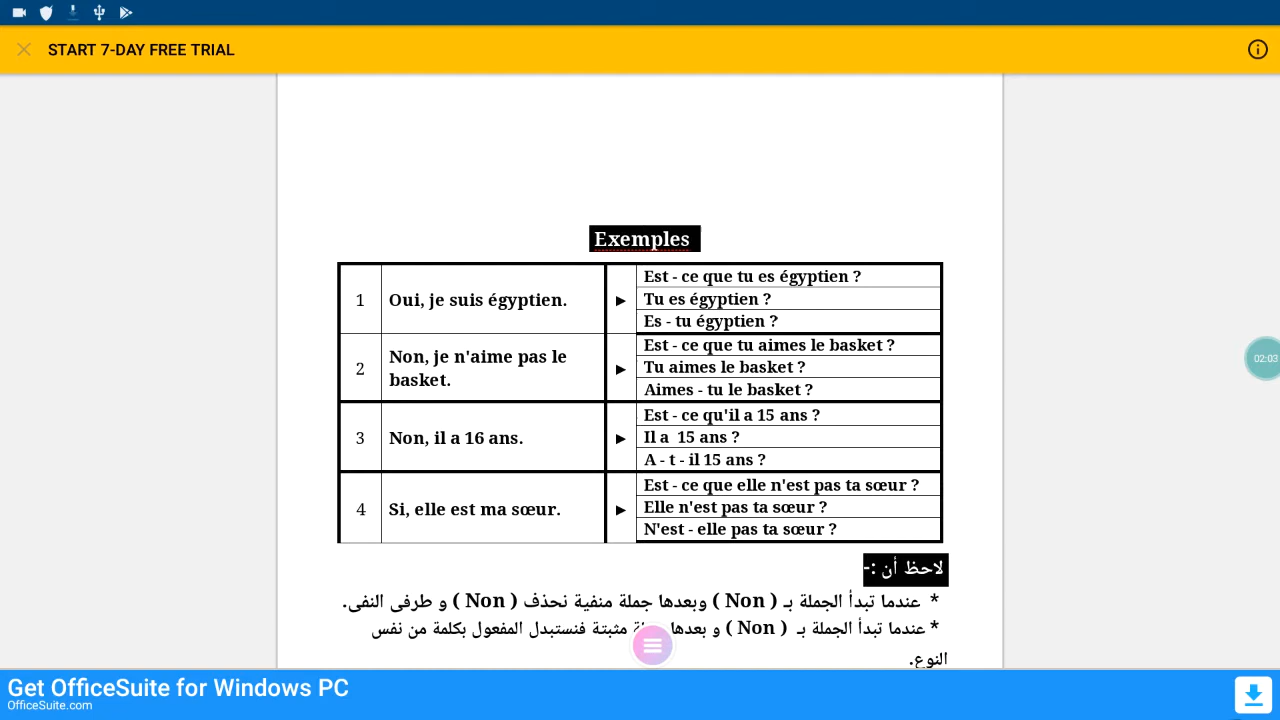 START 7-DAY FREE TRIAL
Exemples
1
Oui, je suis égyptien.
►
Est - ce que tu es égyptien ?
Tu es égyptien ?
Es - tu égyptien ?
2
Non, je n'aime pas le
basket.
►
Est - ce que tu aimes le basket ?
Tu aimes le basket ?
Aimes - tu le basket ?
3
Non, il a 16 ans.
►
Est - ce qu'il a 15 ans ?
Il a 15 ans ?
A - t - il 15 ans ?
4
Si, elle est ma sœur.
►
Est - ce que elle n'est pas ta sœur ?
Elle n'est pas ta sœur ?
N'est - elle pas ta sœur ?
لاحظ أن :-
* عندما تبدأ الجملة بـ ( Non ) وبعدها جملة منفية نحذف ( Non ) و طرفى النفى.
* عندما تبدأ الجملة بـ ( Non ) و بعدها مثبتة فنستبدل المفعول بكلمة من نفس
النوع.
02:03
Get OfficeSuite for Windows PC
OfficeSuite.com